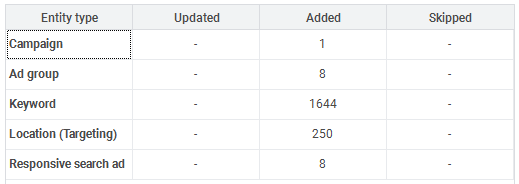 Entity type Updated Added Skipped
Campaign - 1 -
Ad group - 8 -
Keyword - 1644 -
Location (Targeting) - 250 -
Responsive search ad - 8 -